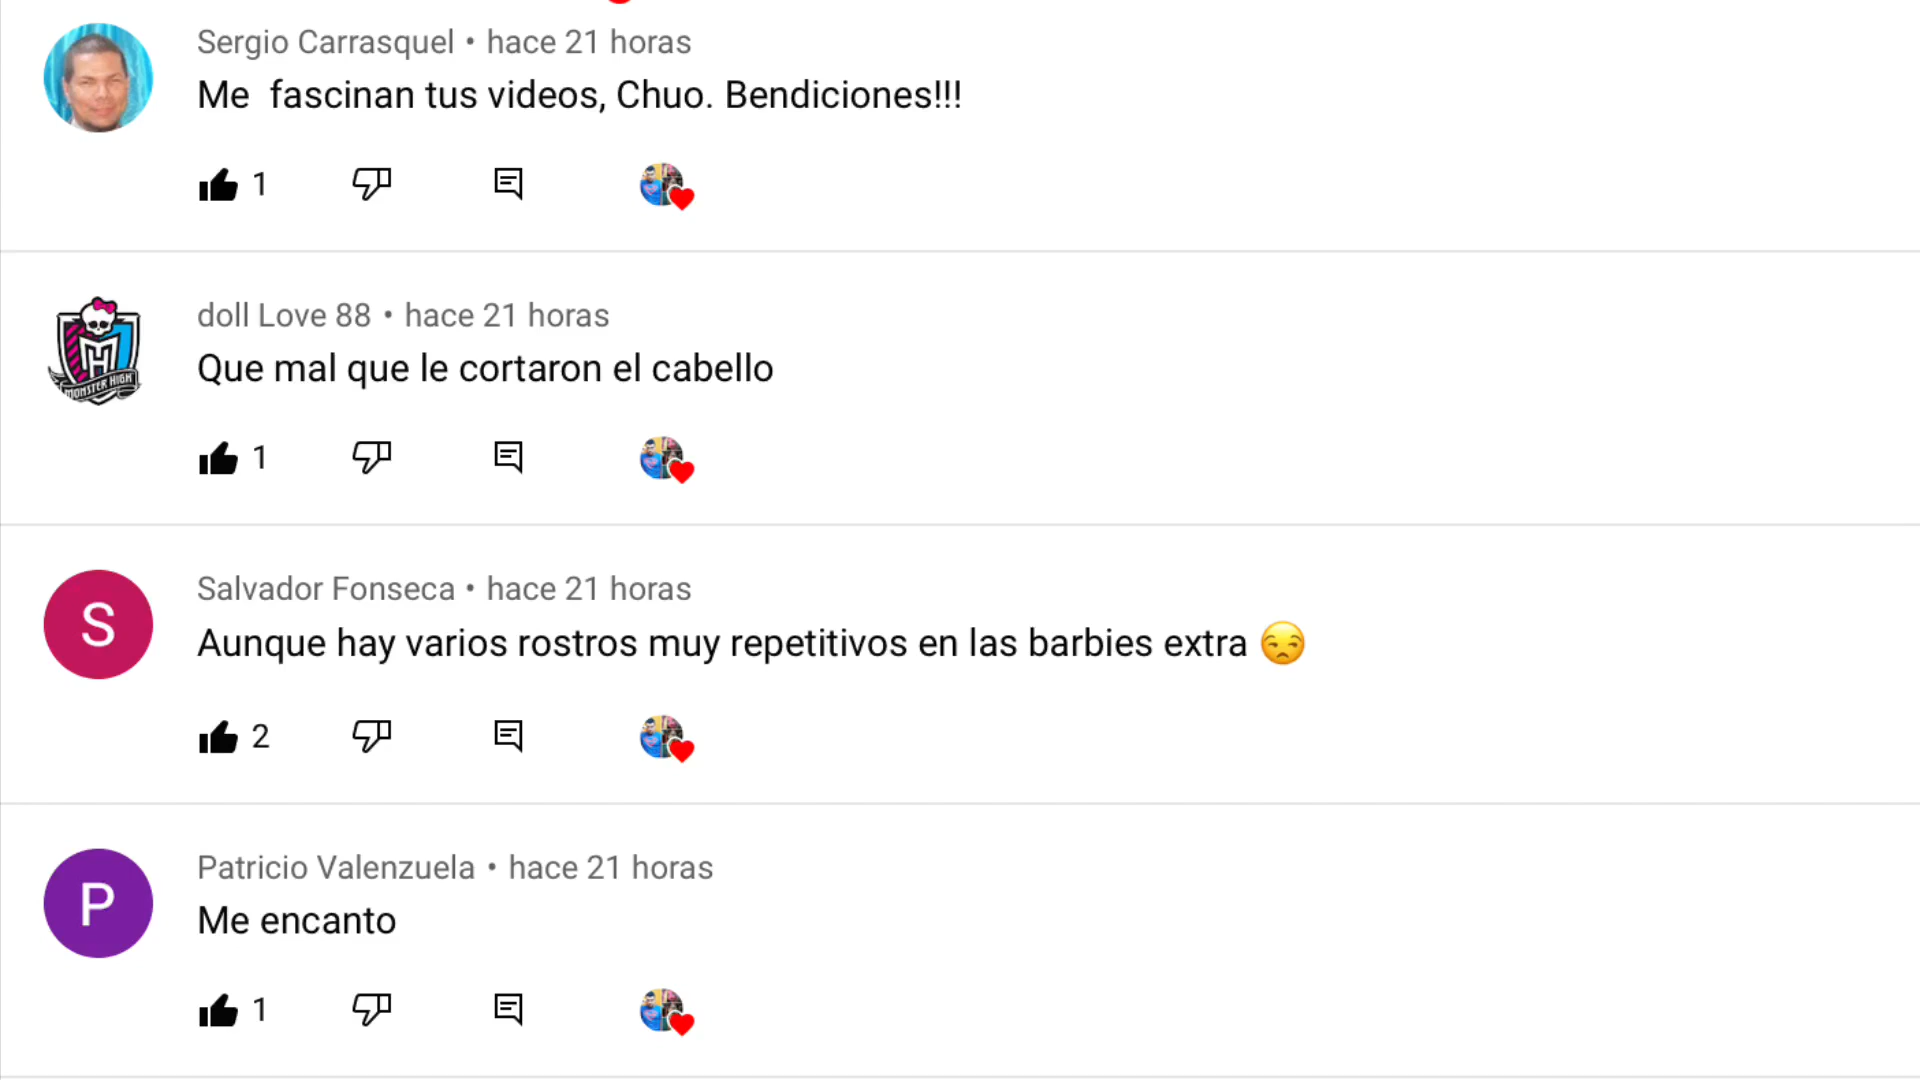 Sergio Carrasquel • hace 21 horas
Me  fascinan tus videos, Chuo. Bendiciones!!!
1
MONSTER HIGH
doll Love 88 • hace 21 horas
Que mal que le cortaron el cabello
1
S
Salvador Fonseca • hace 21 horas
Aunque hay varios rostros muy repetitivos en las barbies extra 😒
2
P
Patricio Valenzuela • hace 21 horas
Me encanto
1